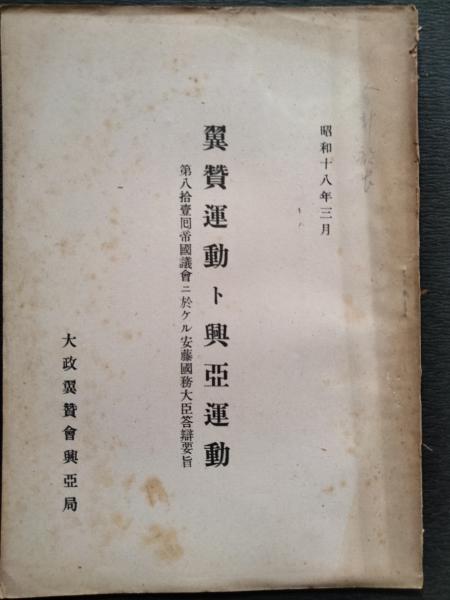 昭和十八年三月
翼贊運動ト興亞運動
第八拾壹囘帝國議會ニ於ケル安藤國務大臣答辯要旨
大政翼贊會興亞局